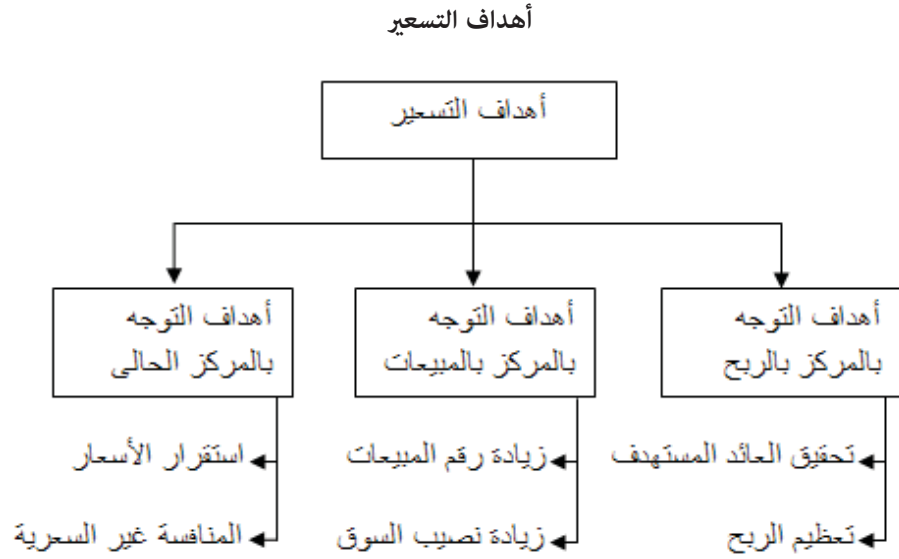 أهداف التسعير
أهداف التسعير
أهداف التوجه
بالمركز بالربح
تحقيق العائد المستهدف
تعظيم الربح
أهداف التوجه
بالمركز بالمبيعات
زيادة رقم المبيعات
زيادة نصيب السوق
أهداف التوجه
بالمركز الحالى
استقرار الأسعار
المنافسة غير السعرية